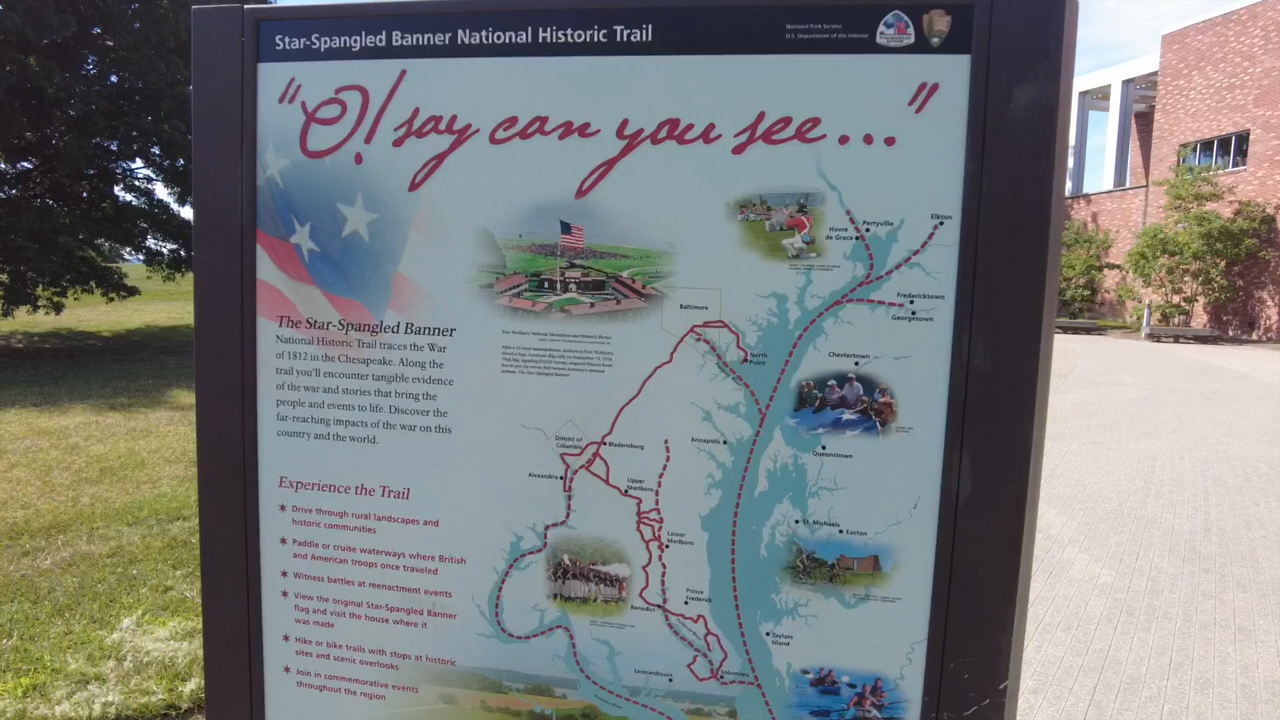 Star-Spangled Banner National Historic Trail
National Park Service
U.S. Department of the Interior
"O! say can you see..."
Perryville
Elkton
Havre
de Grace
Fredericktown
Georgetown
Baltimore
North
Point
Chestertown
Fort McHenry National Monument and Historic Shrine
The Star-Spangled Banner
National Historic Trail traces the War
of 1812 in the Chesapeake. Along the
trail you'll encounter tangible evidence
of the war and stories that bring the
people and events to life. Discover the
far-reaching impacts of the war on this
country and the world.
District of
Columbia
Bladensburg
Annapolis
Queenstown
Alexandria
Upper
Marlboro
Experience the Trail
Drive through rural landscapes and
historic communities
Paddle or cruise waterways where British
and American troops once traveled
Witness battles at reenactment events
View the original Star-Spangled Banner
flag and visit the house where it
was made
Hike or bike trails with stops at historic
sites and scenic overlooks
Join in commemorative events
throughout the region
St. Michaels
Easton
Lower
Marlboro
Prince
Frederick
Benedict
Taylors
Island
Leonardtown
Solomons